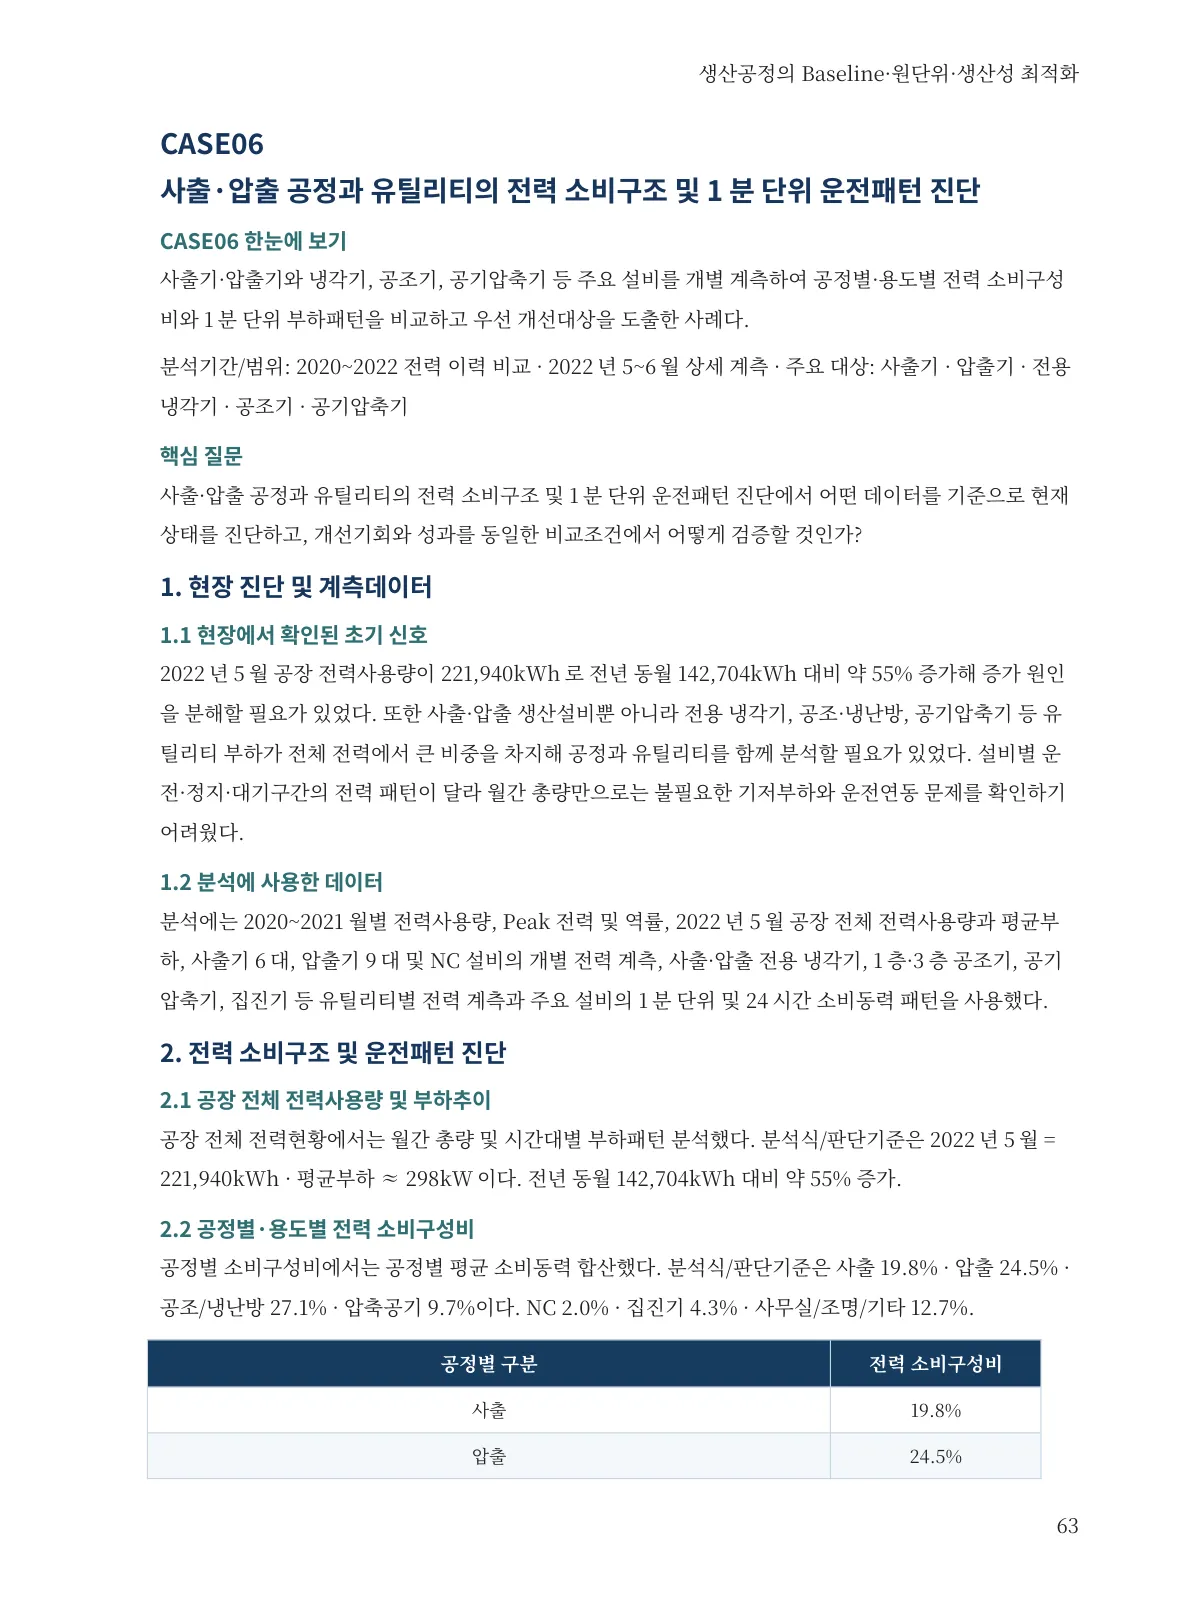 생산공정의 Baseline·원단위·생산성 최적화
CASE06
사출·압출 공정과 유틸리티의 전력 소비구조 및 1 분 단위 운전패턴 진단
CASE06 한눈에 보기
사출기·압출기와 냉각기, 공조기, 공기압축기 등 주요 설비를 개별 계측하여 공정별·용도별 전력 소비구성
비와 1 분 단위 부하패턴을 비교하고 우선 개선대상을 도출한 사례다.
분석기간/범위: 2020~2022 전력 이력 비교 · 2022 년 5~6 월 상세 계측 · 주요 대상: 사출기 · 압출기 · 전용
냉각기 · 공조기 · 공기압축기
핵심 질문
사출·압출 공정과 유틸리티의 전력 소비구조 및 1 분 단위 운전패턴 진단에서 어떤 데이터를 기준으로 현재
상태를 진단하고, 개선기회와 성과를 동일한 비교조건에서 어떻게 검증할 것인가?
1. 현장 진단 및 계측데이터
1.1 현장에서 확인된 초기 신호
2022 년 5 월 공장 전력사용량이 221,940kWh 로 전년 동월 142,704kWh 대비 약 55% 증가해 증가 원인
을 분해할 필요가 있었다. 또한 사출·압출 생산설비뿐 아니라 전용 냉각기, 공조·냉난방, 공기압축기 등 유
틸리티 부하가 전체 전력에서 큰 비중을 차지해 공정과 유틸리티를 함께 분석할 필요가 있었다. 설비별 운
전·정지·대기구간의 전력 패턴이 달라 월간 총량만으로는 불필요한 기저부하와 운전연동 문제를 확인하기
어려웠다.
1.2 분석에 사용한 데이터
분석에는 2020~2021 월별 전력사용량, Peak 전력 및 역률, 2022 년 5 월 공장 전체 전력사용량과 평균부
하, 사출기 6 대, 압출기 9 대 및 NC 설비의 개별 전력 계측, 사출·압출 전용 냉각기, 1 층·3 층 공조기, 공기
압축기, 집진기 등 유틸리티별 전력 계측과 주요 설비의 1 분 단위 및 24 시간 소비동력 패턴을 사용했다.
2. 전력 소비구조 및 운전패턴 진단
2.1 공장 전체 전력사용량 및 부하추이
공장 전체 전력현황에서는 월간 총량 및 시간대별 부하패턴 분석했다. 분석식/판단기준은 2022 년 5 월 =
221,940kWh · 평균부하 ≈ 298kW 이다. 전년 동월 142,704kWh 대비 약 55% 증가.
2.2 공정별·용도별 전력 소비구성비
공정별 소비구성비에서는 공정별 평균 소비동력 합산했다. 분석식/판단기준은 사출 19.8% · 압출 24.5% ·
공조/냉난방 27.1% · 압축공기 9.7%이다. NC 2.0% · 집진기 4.3% · 사무실/조명/기타 12.7%.
공정별 구분 전력 소비구성비
사출 19.8%
압출 24.5%
63